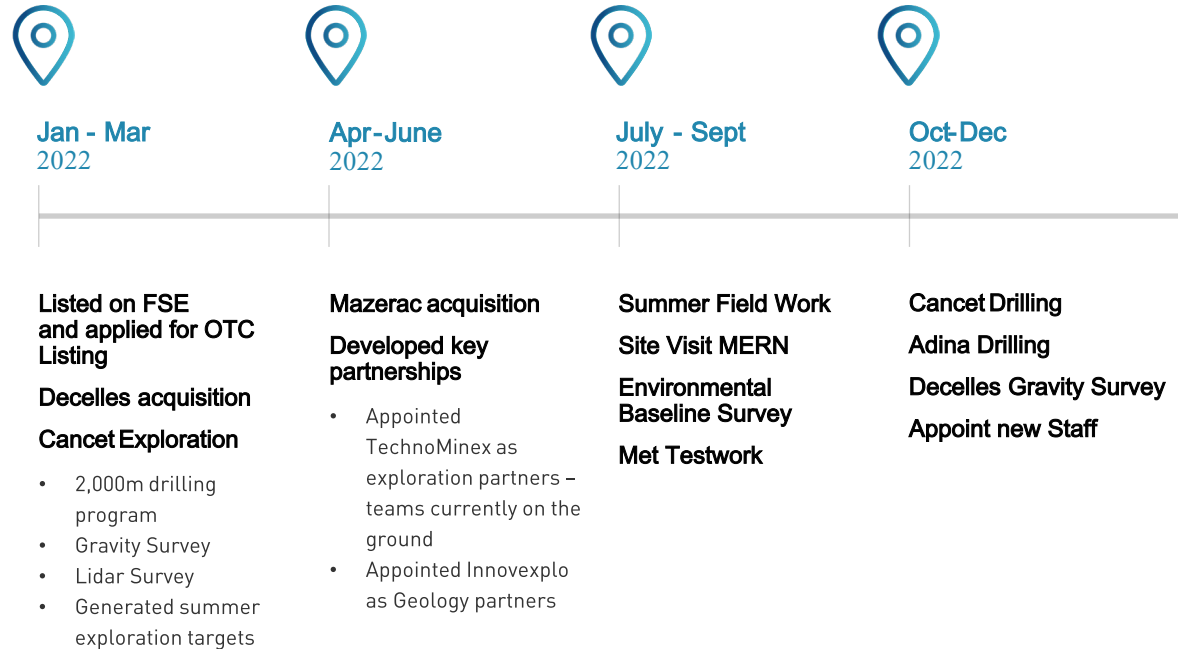 Jan - Mar
2022
Apr-June
2022
July - Sept
2022
Oct-Dec
2022
Listed on FSE
and applied for OTC
Listing
Decelles acquisition
Cancet Exploration
• 2,000m drilling
program
• Gravity Survey
• Lidar Survey
• Generated summer
exploration targets
Mazerac acquisition
Developed key
partnerships
• Appointed
TechnoMinex as
exploration partners –
teams currently on the
ground
• Appointed Innovexplo
as Geology partners
Summer Field Work
Site Visit MERN
Environmental
Baseline Survey
Met Testwork
Cancet Drilling
Adina Drilling
Decelles Gravity Survey
Appoint new Staff